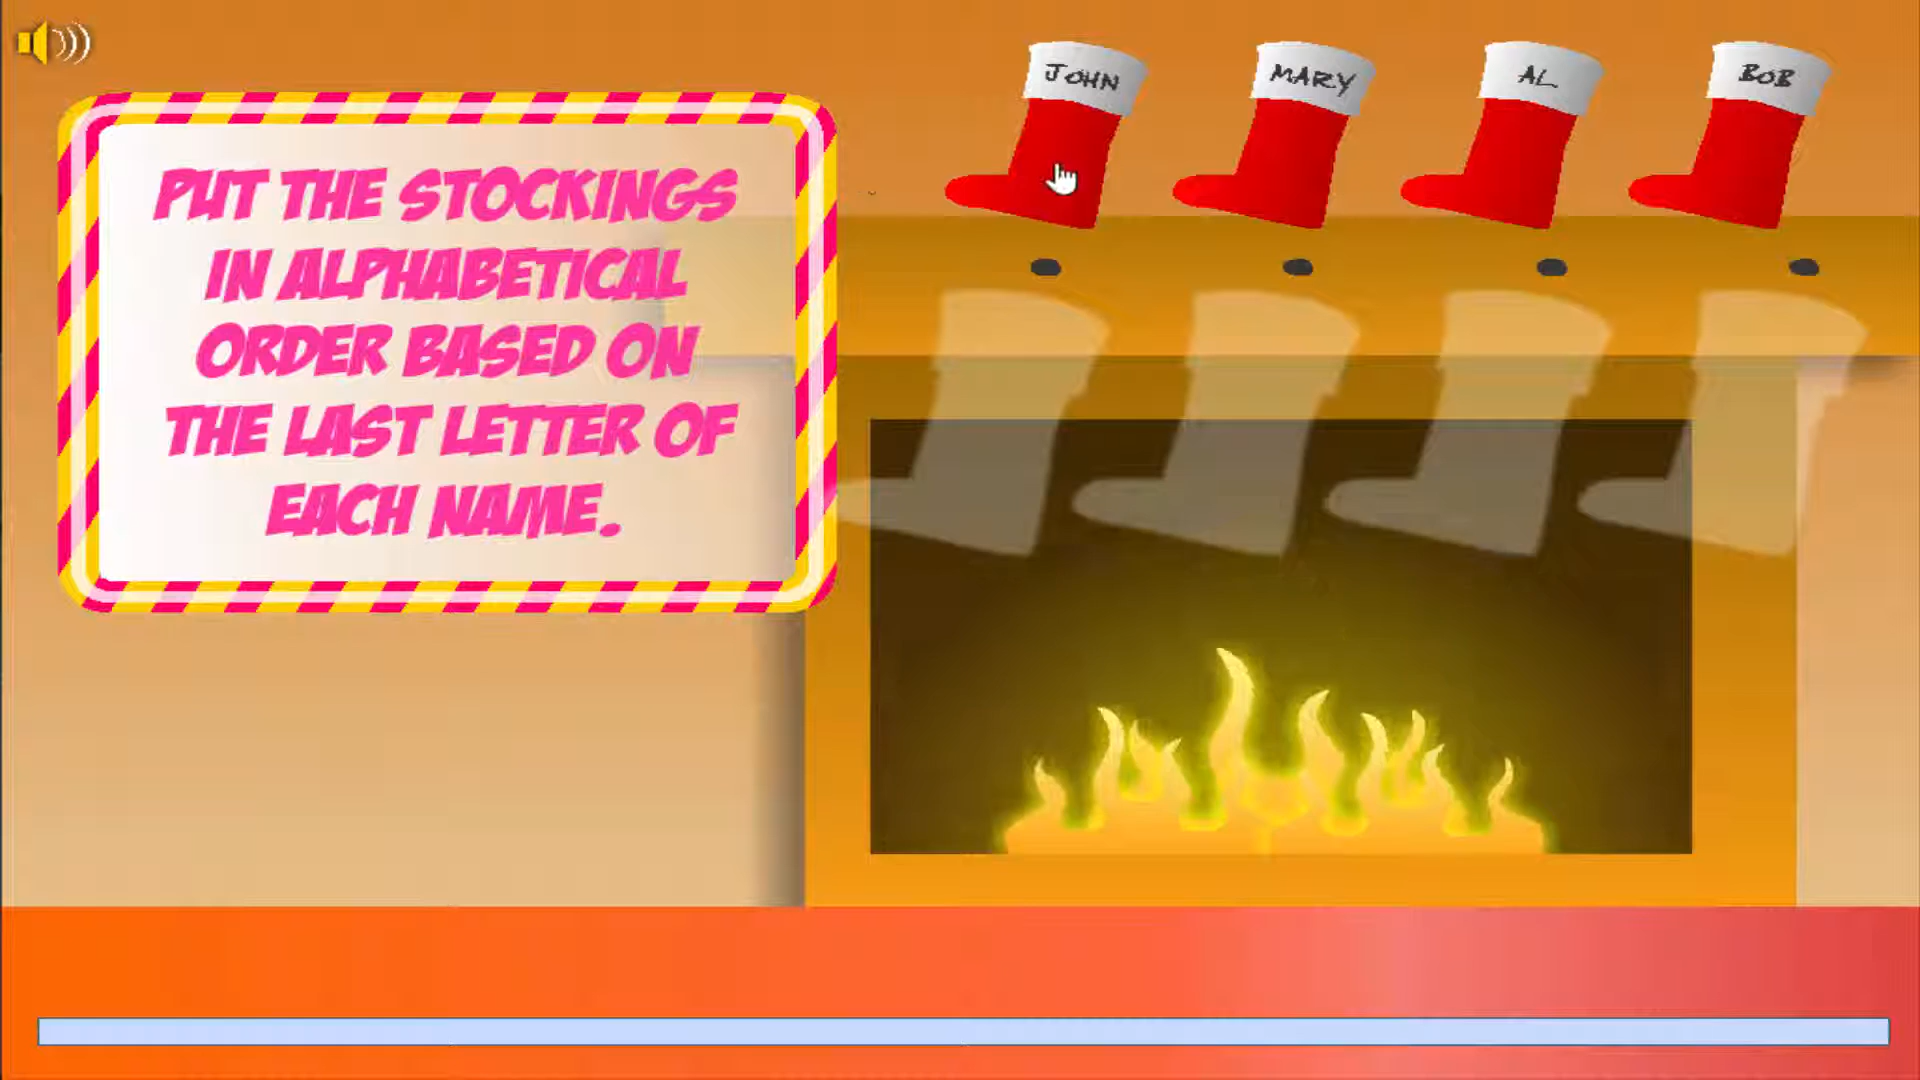 JOHN MARY AL BOB
PUT THE STOCKINGS
IN ALPHABETICAL
ORDER BASED ON
THE LAST LETTER OF
EACH NAME.